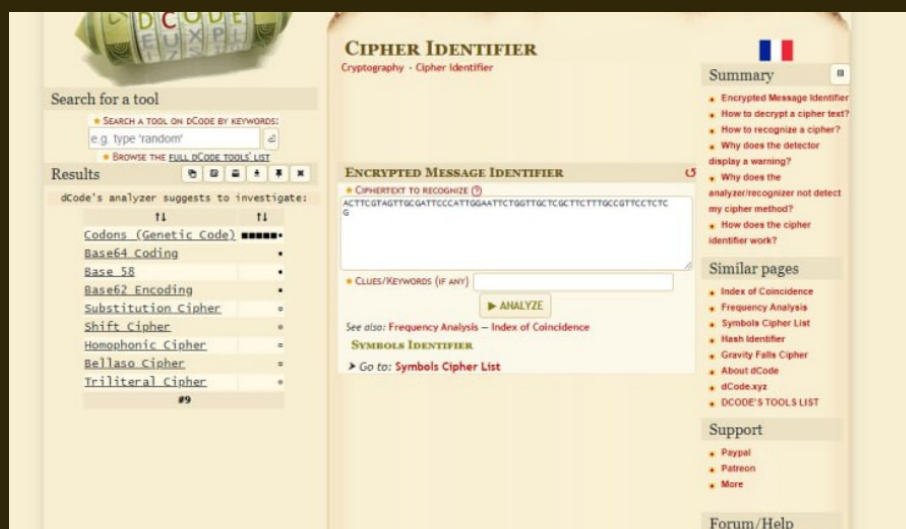 DCODE
Search for a tool
★ SEARCH A TOOL ON DCODE BY KEYWORDS:
e.g. type 'random'
★ BROWSE THE FULL DCODE TOOLS' LIST
Results
dCode's analyzer suggests to investigate:
↑↓ ↑↓
Codons (Genetic Code) ■■■■■▪
Base64 Coding ▪
Base 58 ▪
Base62 Encoding ▪
Substitution Cipher ▫
Shift Cipher ▫
Homophonic Cipher ▫
Bellaso Cipher ▫
Triliteral Cipher ▫
#9
CIPHER IDENTIFIER
Cryptography - Cipher Identifier
ENCRYPTED MESSAGE IDENTIFIER
★ CIPHERTEXT TO RECOGNIZE ?
ACTTCGTAGTTGCGATTCCCATTGGAATTCTGGTTGCTCGCTTCTTTGCCGTTCCTCTC
G
★ CLUES/KEYWORDS (IF ANY)
▶ ANALYZE
See also: Frequency Analysis – Index of Coincidence
SYMBOLS IDENTIFIER
➤ Go to: Symbols Cipher List
Summary
Encrypted Message Identifier
How to decrypt a cipher text?
How to recognize a cipher?
Why does the detector
display a warning?
Why does the
analyzer/recognizer not detect
my cipher method?
How does the cipher
identifier work?
Similar pages
Index of Coincidence
Frequency Analysis
Symbols Cipher List
Hash Identifier
Gravity Falls Cipher
About dCode
dCode.xyz
DCODE'S TOOLS LIST
Support
Paypal
Patreon
More
Forum/Help